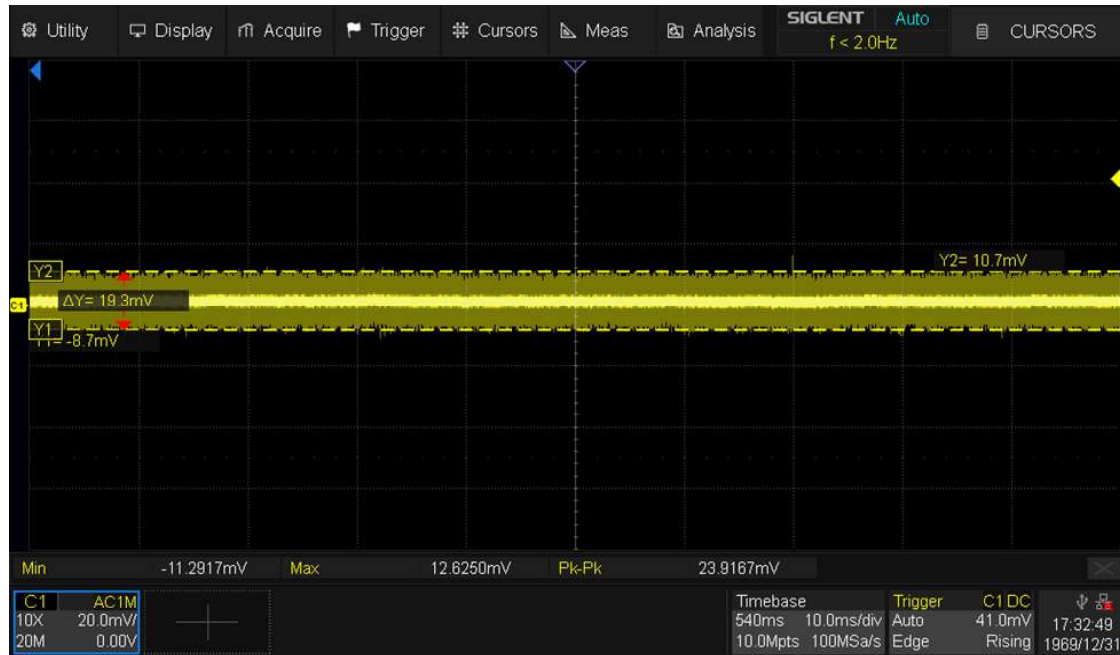 Utility Display Acquire Trigger Cursors Meas Analysis SIGLENT Auto CURSORS
f < 2.0Hz
Y2 Y2= 10.7mV
C1 ΔY= 19.3mV
Y1
Y1= -8.7mV
Min -11.2917mV Max 12.6250mV Pk-Pk 23.9167mV
C1 AC1M Timebase Trigger C1 DC
10X 20.0mV/ 540ms 10.0ms/div Auto 41.0mV 17:32:49
20M 0.00V 10.0Mpts 100MSa/s Edge Rising 1969/12/31